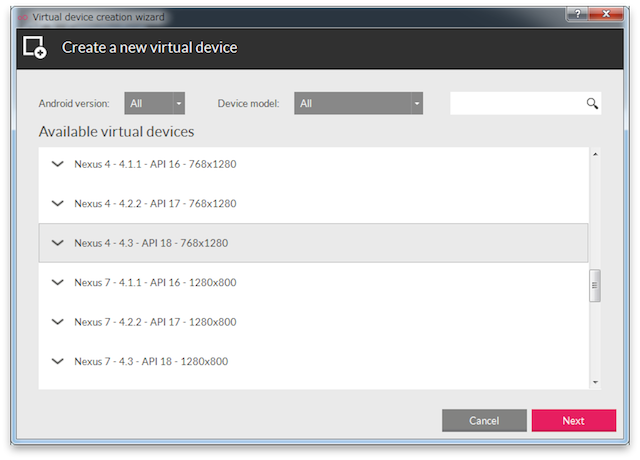 Virtual device creation wizard
Create a new virtual device
Android version: All Device model: All
Available virtual devices
Nexus 4 - 4.1.1 - API 16 - 768x1280
Nexus 4 - 4.2.2 - API 17 - 768x1280
Nexus 4 - 4.3 - API 18 - 768x1280
Nexus 7 - 4.1.1 - API 16 - 1280x800
Nexus 7 - 4.2.2 - API 17 - 1280x800
Nexus 7 - 4.3 - API 18 - 1280x800
Cancel Next